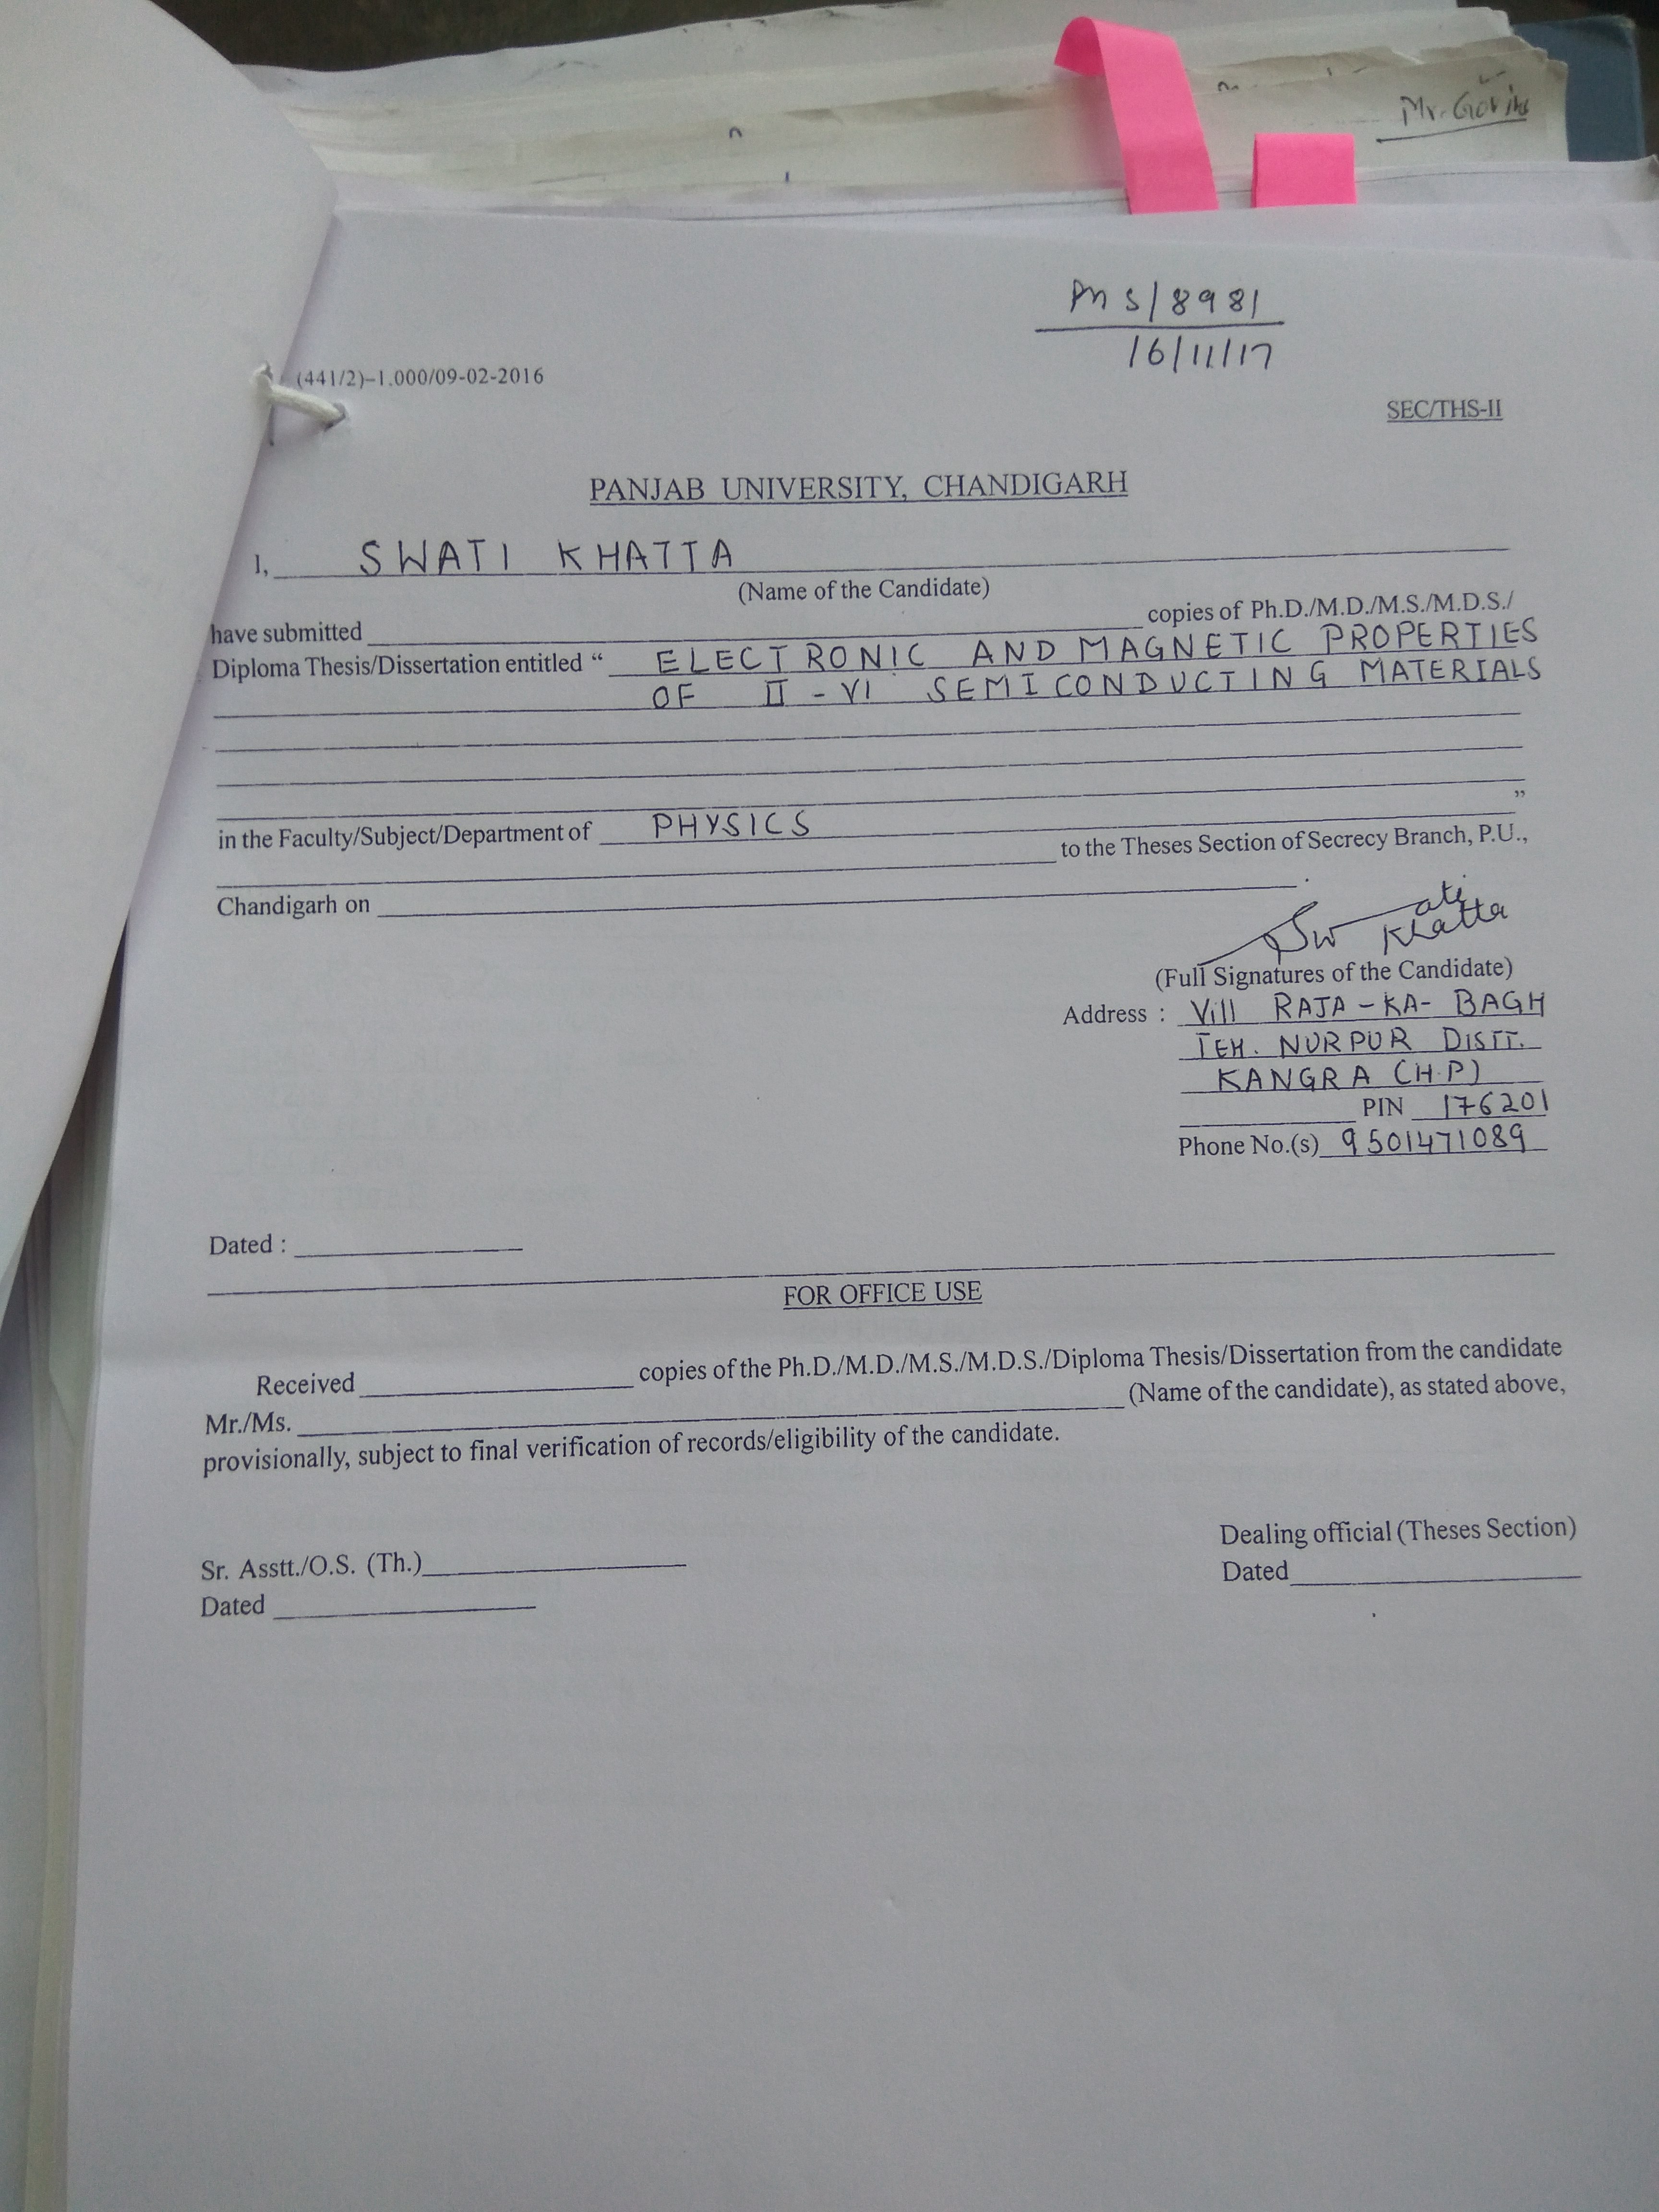 PM S/8981
16/11/17
(441/2)–1.000/09-02-2016
SEC/THS-II
PANJAB UNIVERSITY, CHANDIGARH
I, SWATI KHATTA
(Name of the Candidate)
have submitted ______ copies of Ph.D./M.D./M.S./M.D.S./
Diploma Thesis/Dissertation entitled “ ELECTRONIC AND MAGNETIC PROPERTIES
OF II - VI SEMICONDUCTING MATERIALS
”
in the Faculty/Subject/Department of PHYSICS
______ to the Theses Section of Secrecy Branch, P.U.,
Chandigarh on ______.
Swati Khatta
(Full Signatures of the Candidate)
Address : Vill RAJA - KA - BAGH
TEH. NURPUR DISTT.
KANGRA (H.P)
PIN 176201
Phone No.(s) 9501471089
Dated : ______
FOR OFFICE USE
Received ______ copies of the Ph.D./M.D./M.S./M.D.S./Diploma Thesis/Dissertation from the candidate
Mr./Ms. ______ (Name of the candidate), as stated above,
provisionally, subject to final verification of records/eligibility of the candidate.
Dealing official (Theses Section)
Sr. Asstt./O.S. (Th.) ______
Dated ______
Dated ______